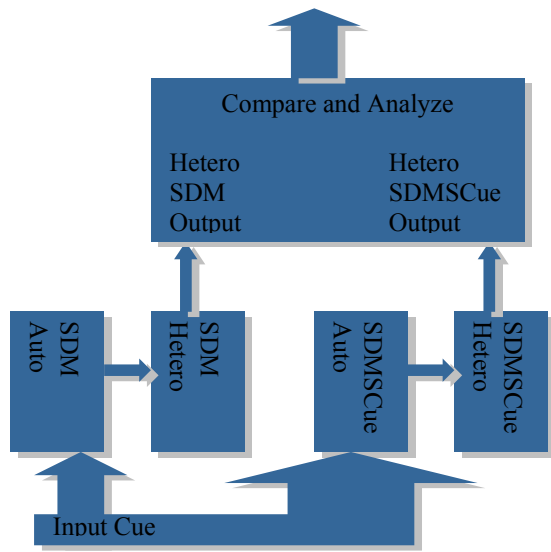 Compare and Analyze
Hetero
SDM
Output
Hetero
SDMSCue
Output
SDM
Auto
SDM
Hetero
SDMSCue
Auto
SDMSCue
Hetero
Input Cue